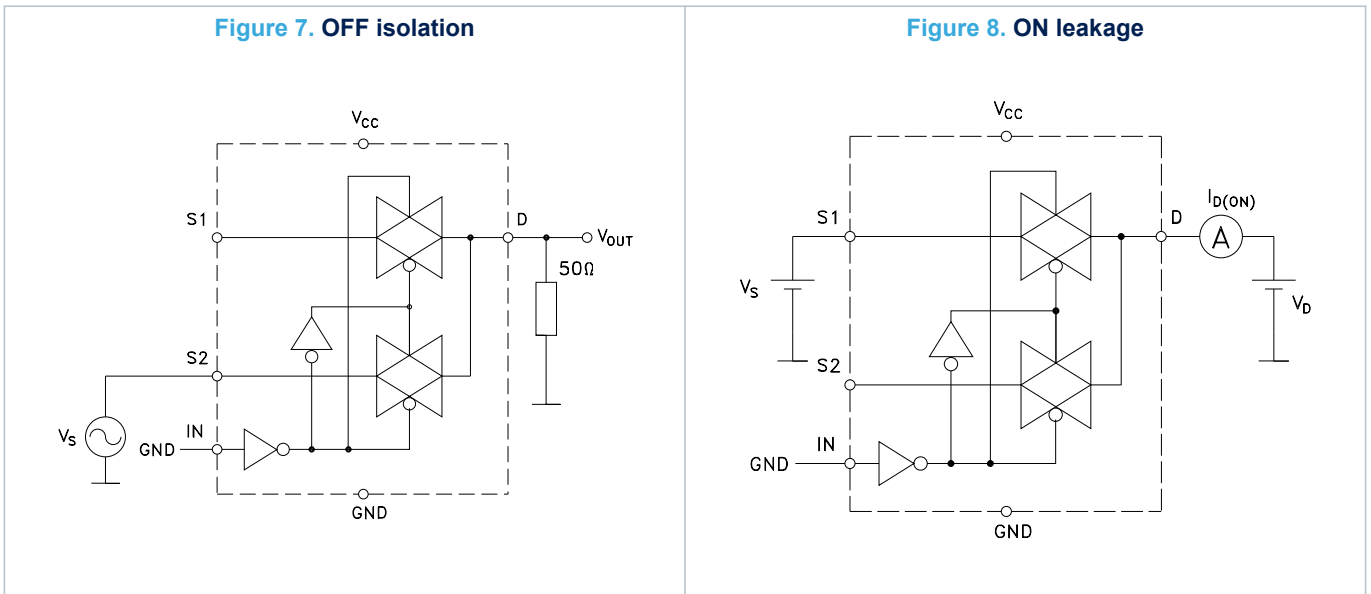 Figure 7. OFF isolation
VCC
S1
D
VOUT
50Ω
S2
VS
IN
GND
GND
Figure 8. ON leakage
VCC
S1
D
ID(ON)
A
VS
VD
S2
IN
GND
GND